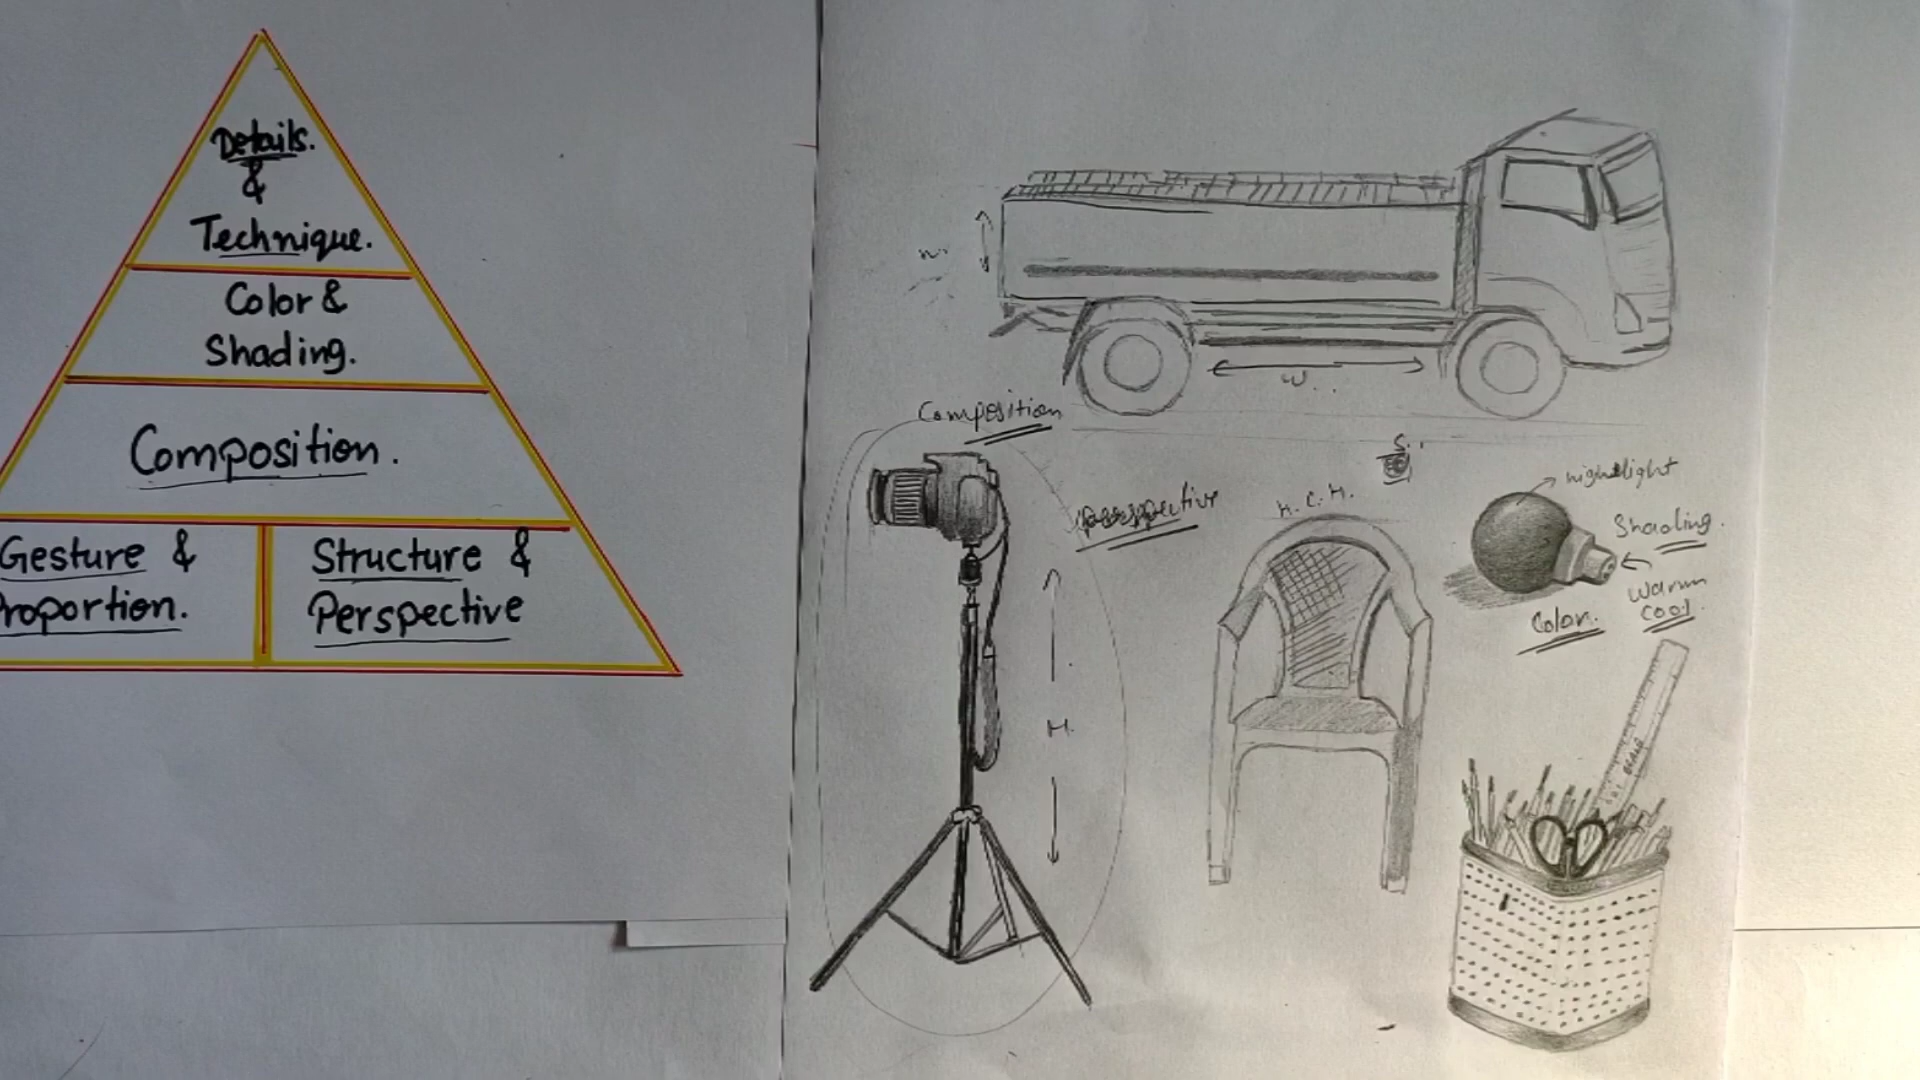 Details.
&
Technique.
Color &
Shading.
Composition.
Gesture &
Proportion.
Structure &
Perspective
W..
Composition
perspective
S.
H.C.M.
H.
highlight
Shading.
Warm
Cool.
Color.